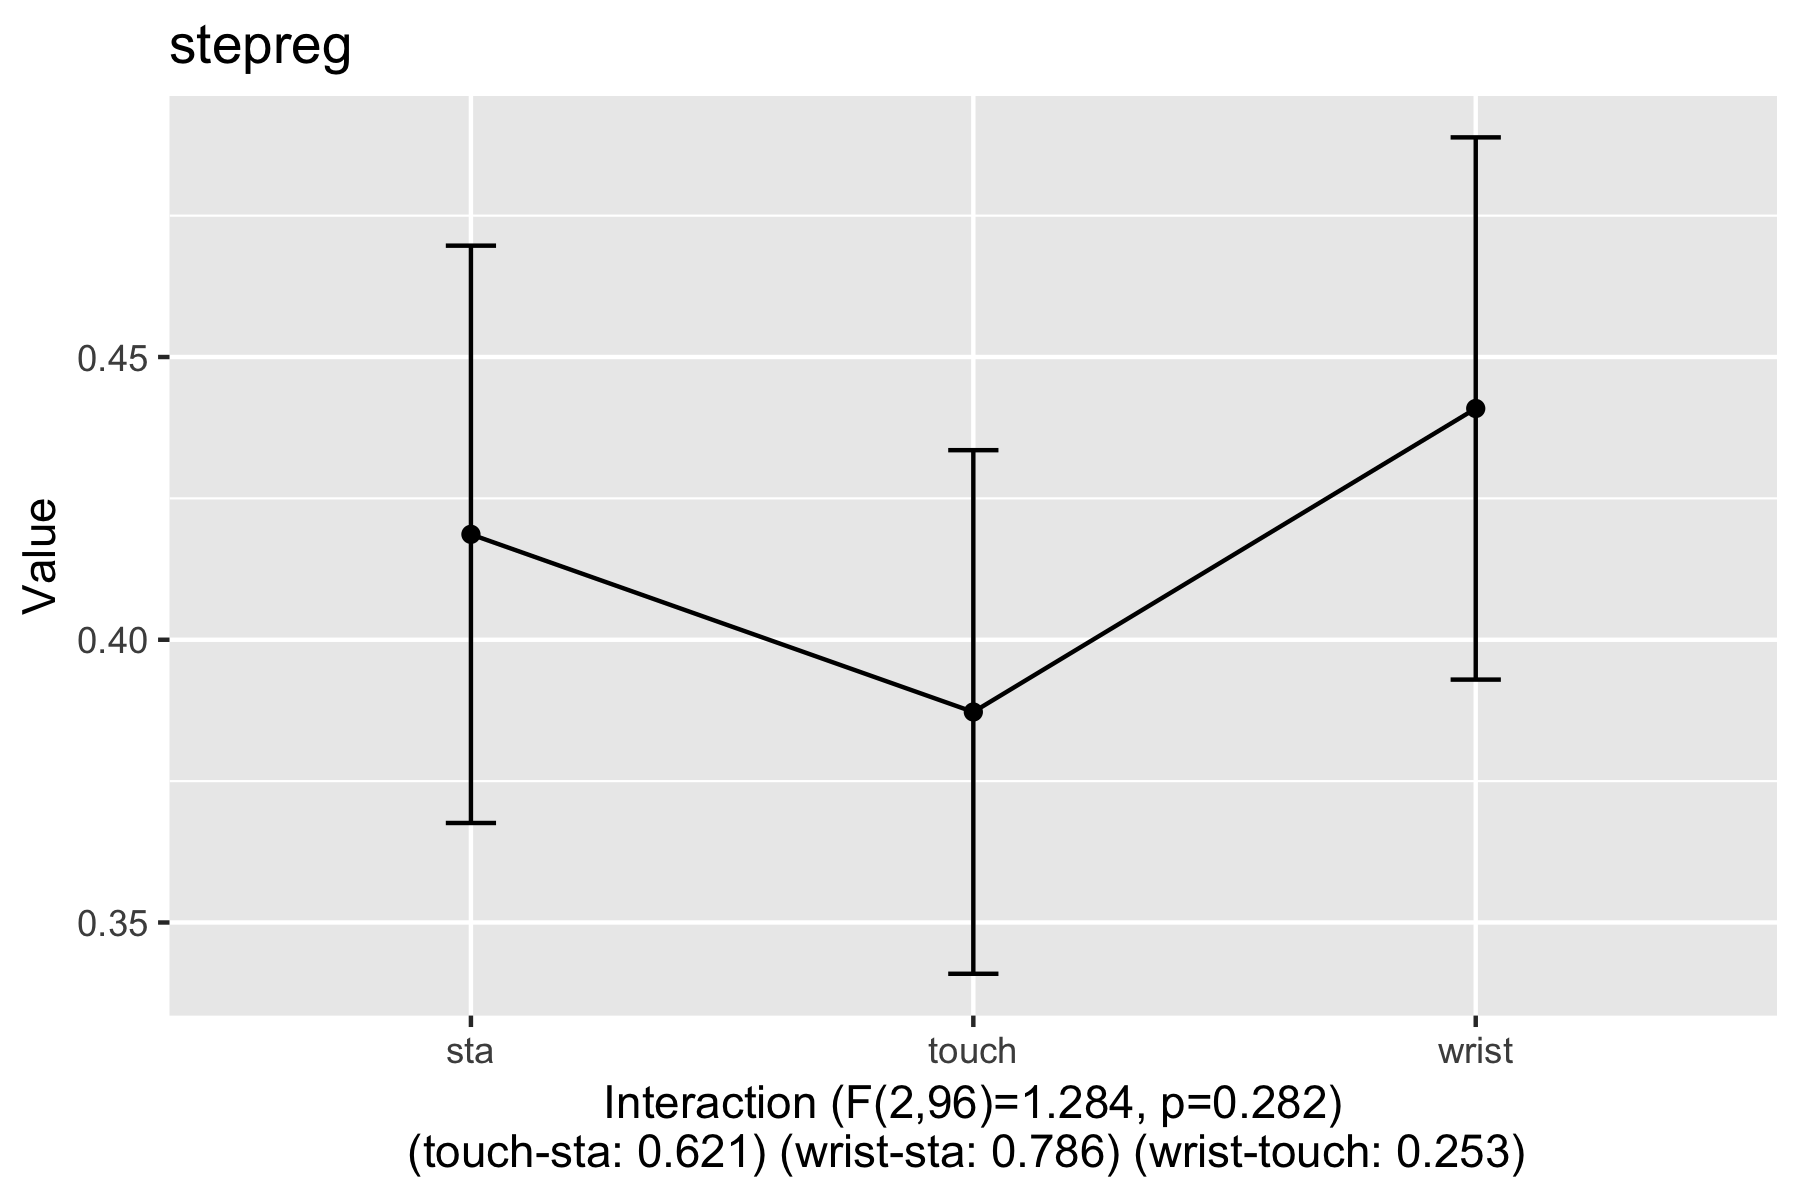 stepreg
Value
0.45
0.40
0.35
sta touch wrist
Interaction (F(2,96)=1.284, p=0.282)
(touch-sta: 0.621) (wrist-sta: 0.786) (wrist-touch: 0.253)